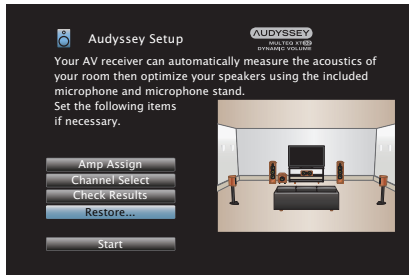 Audyssey Setup
AUDYSSEY
MULTEQ XT32
DYNAMIC VOLUME
Your AV receiver can automatically measure the acoustics of
your room then optimize your speakers using the included
microphone and microphone stand.
Set the following items
if necessary.
Amp Assign
Channel Select
Check Results
Restore...
Start